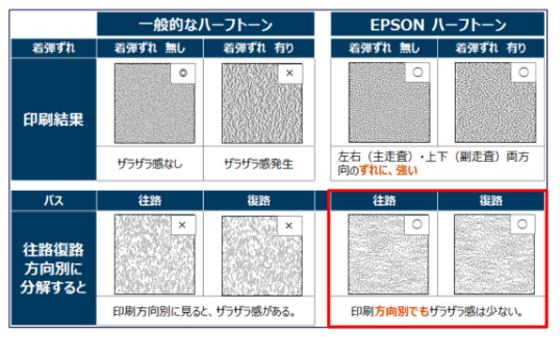 一般的なハーフトーン
EPSON ハーフトーン
着弾ずれ
着弾ずれ 無し
着弾ずれ 有り
着弾ずれ 無し
着弾ずれ 有り
印刷結果
◎
×
○
○
ザラザラ感なし
ザラザラ感発生
左右（主走査）・上下（副走査）両方
向のずれに、強い
パス
往路
復路
往路
復路
往路復路
方向別に
分解すると
×
×
○
○
印刷方向別に見ると、ザラザラ感がある。
印刷方向別でもザラザラ感は少ない。